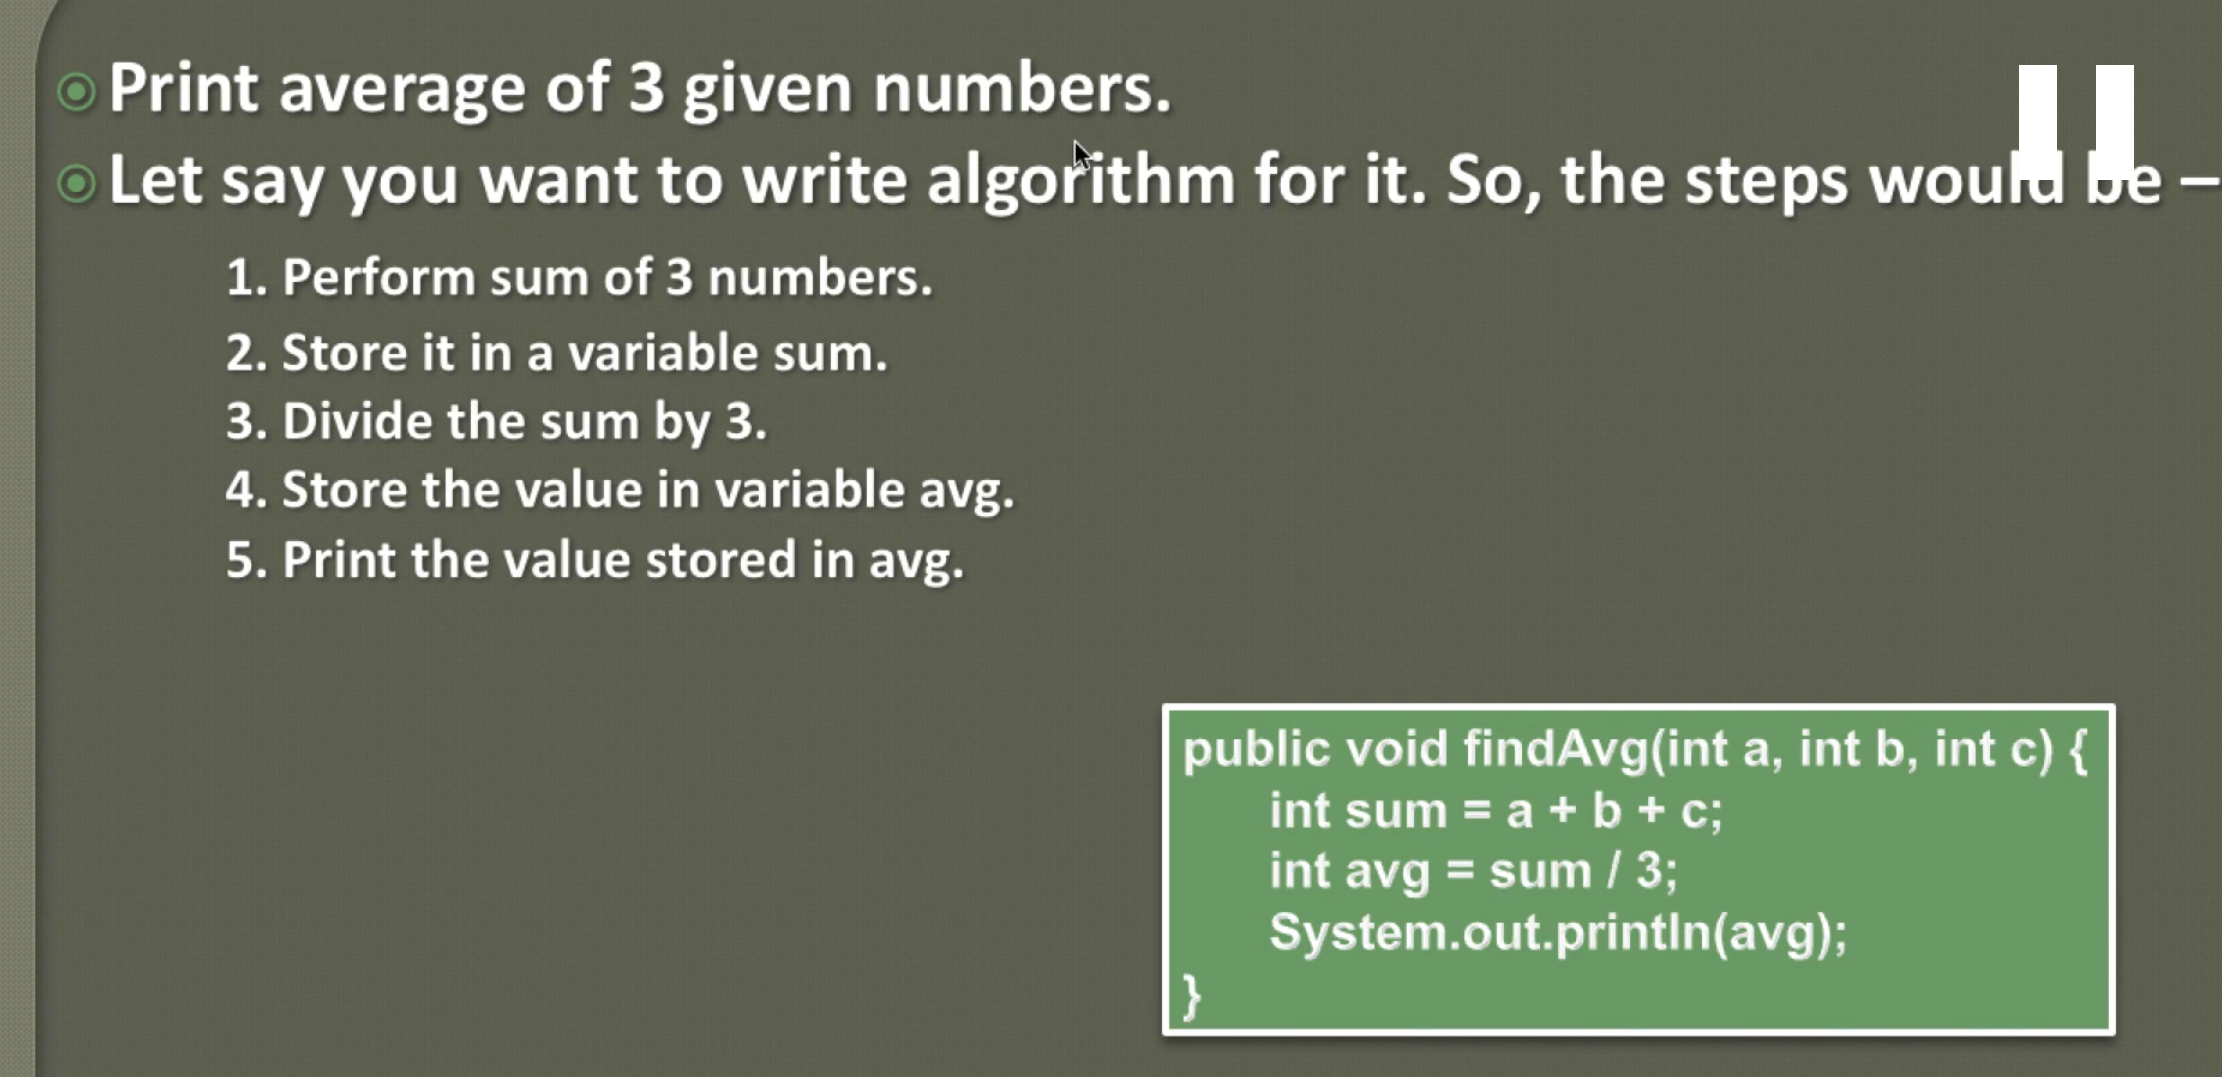 Print average of 3 given numbers.
Let say you want to write algorithm for it. So, the steps would be –
1. Perform sum of 3 numbers.
2. Store it in a variable sum.
3. Divide the sum by 3.
4. Store the value in variable avg.
5. Print the value stored in avg.
public void findAvg(int a, int b, int c) {
int sum = a + b + c;
int avg = sum / 3;
System.out.println(avg);
}